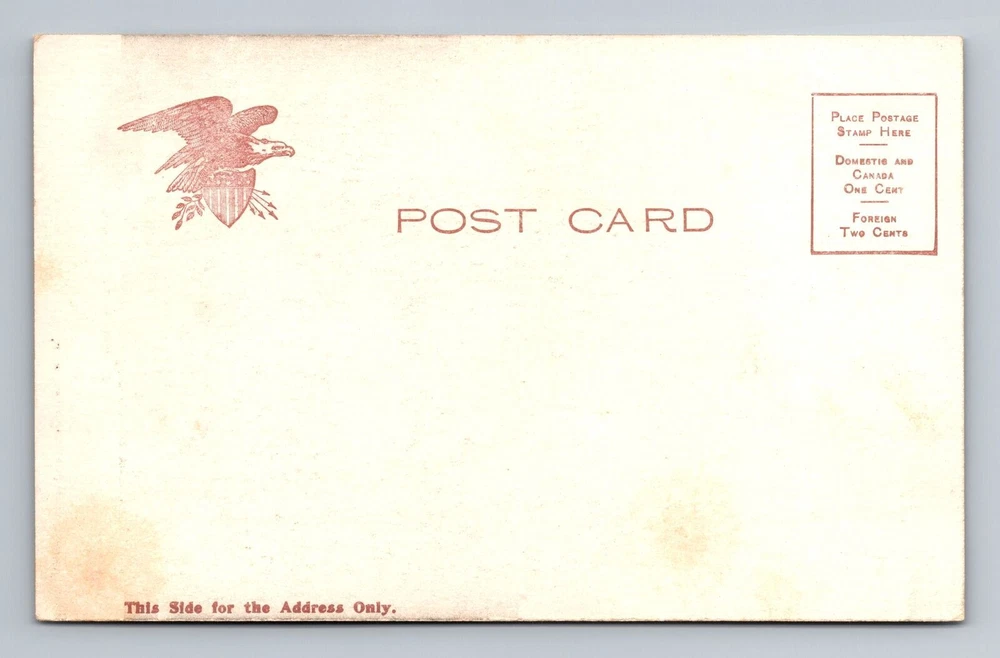 POST CARD
PLACE POSTAGE
STAMP HERE
DOMESTIC AND
CANADA
ONE CENT
FOREIGN
TWO CENTS
This Side for the Address Only.